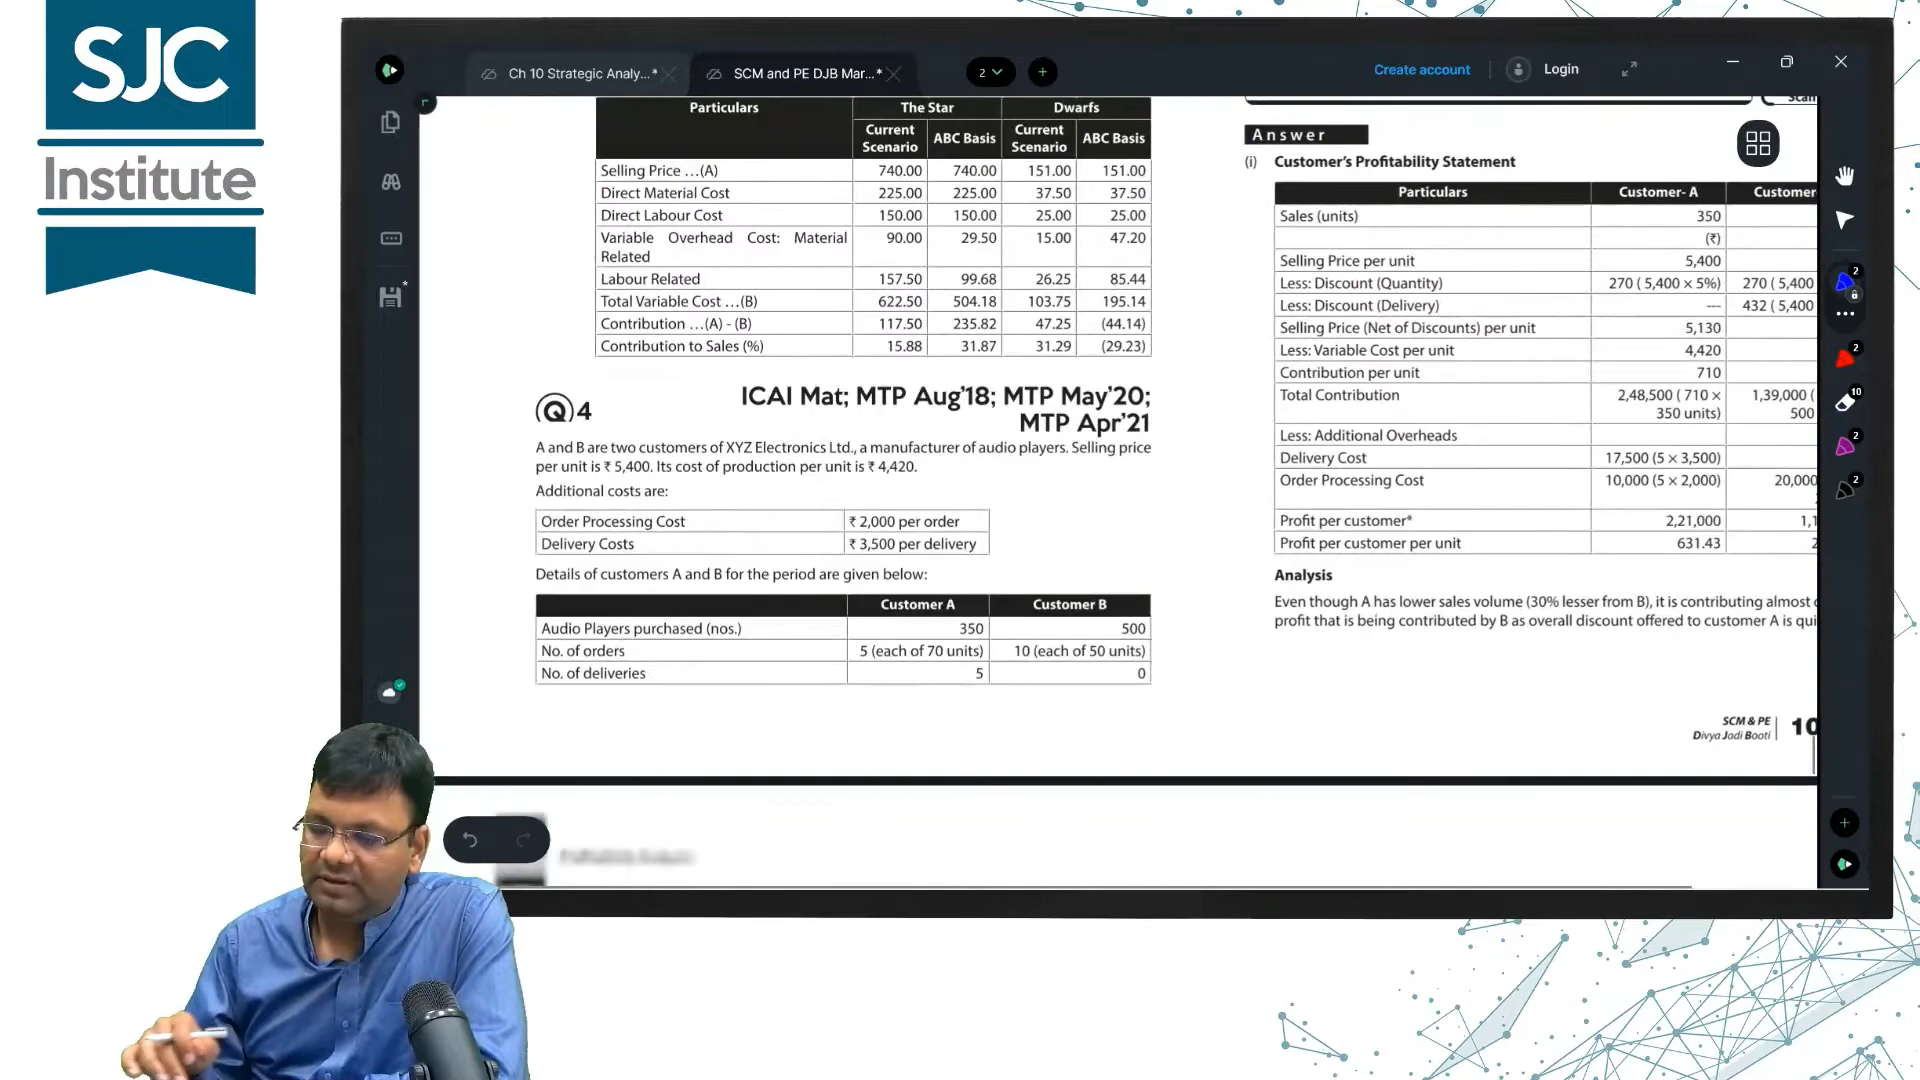 SJC
Institute
Ch 10 Strategic Analy...*
SCM and PE DJB Mar...*
2
Create account
Login
Particulars The Star Dwarfs
Current Scenario ABC Basis Current Scenario ABC Basis
Selling Price ...(A) 740.00 740.00 151.00 151.00
Direct Material Cost 225.00 225.00 37.50 37.50
Direct Labour Cost 150.00 150.00 25.00 25.00
Variable Overhead Cost: Material Related 90.00 29.50 15.00 47.20
Labour Related 157.50 99.68 26.25 85.44
Total Variable Cost ...(B) 622.50 504.18 103.75 195.14
Contribution ...(A) - (B) 117.50 235.82 47.25 (44.14)
Contribution to Sales (%) 15.88 31.87 31.29 (29.23)
Q 4
ICAI Mat; MTP Aug'18; MTP May'20;
MTP Apr'21
A and B are two customers of XYZ Electronics Ltd., a manufacturer of audio players. Selling price
per unit is ₹ 5,400. Its cost of production per unit is ₹ 4,420.
Additional costs are:
Order Processing Cost ₹ 2,000 per order
Delivery Costs ₹ 3,500 per delivery
Details of customers A and B for the period are given below:
Customer A Customer B
Audio Players purchased (nos.) 350 500
No. of orders 5 (each of 70 units) 10 (each of 50 units)
No. of deliveries 5 0
Answer
(i) Customer's Profitability Statement
Particulars Customer- A Customer
Sales (units) 350
(₹)
Selling Price per unit 5,400
Less: Discount (Quantity) 270 ( 5,400 × 5%) 270 ( 5,400
Less: Discount (Delivery) --- 432 ( 5,400
Selling Price (Net of Discounts) per unit 5,130
Less: Variable Cost per unit 4,420
Contribution per unit 710
Total Contribution 2,48,500 ( 710 × 1,39,000 (
350 units) 500
Less: Additional Overheads
Delivery Cost 17,500 (5 × 3,500)
Order Processing Cost 10,000 (5 × 2,000) 20,000
Profit per customer* 2,21,000 1,1
Profit per customer per unit 631.43 2
Analysis
Even though A has lower sales volume (30% lesser from B), it is contributing almost
profit that is being contributed by B as overall discount offered to customer A is qui
SCM & PE
Divya Jadi Booti
10
2
2
10
2
2